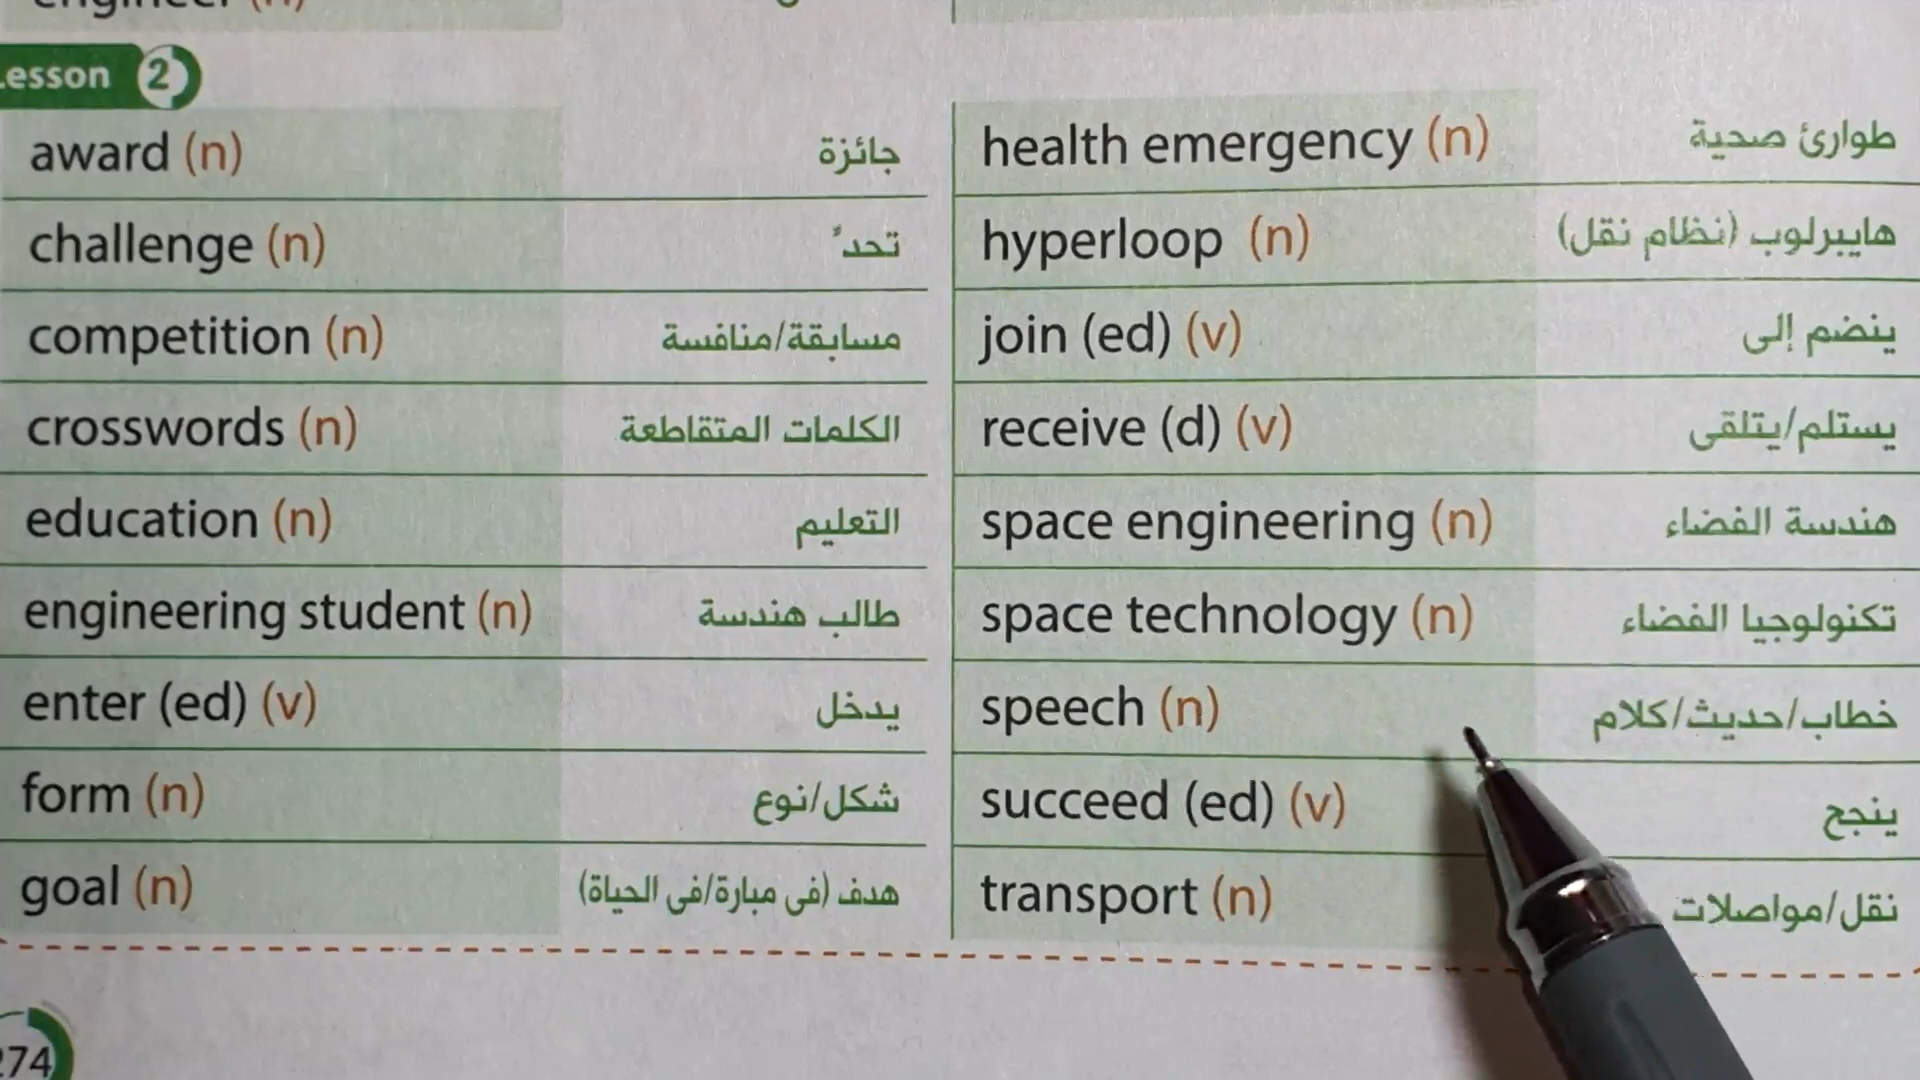 engineer (n)
Lesson 2
award (n) جائزة
challenge (n) تحدٍ
competition (n) مسابقة/منافسة
crosswords (n) الكلمات المتقاطعة
education (n) التعليم
engineering student (n) طالب هندسة
enter (ed) (v) يدخل
form (n) شكل/نوع
goal (n) هدف (فى مبارة/فى الحياة)
health emergency (n) طوارئ صحية
hyperloop (n) هايبرلوب (نظام نقل)
join (ed) (v) ينضم إلى
receive (d) (v) يستلم/يتلقى
space engineering (n) هندسة الفضاء
space technology (n) تكنولوجيا الفضاء
speech (n) خطاب/حديث/كلام
succeed (ed) (v) ينجح
transport (n) نقل/مواصلات
274